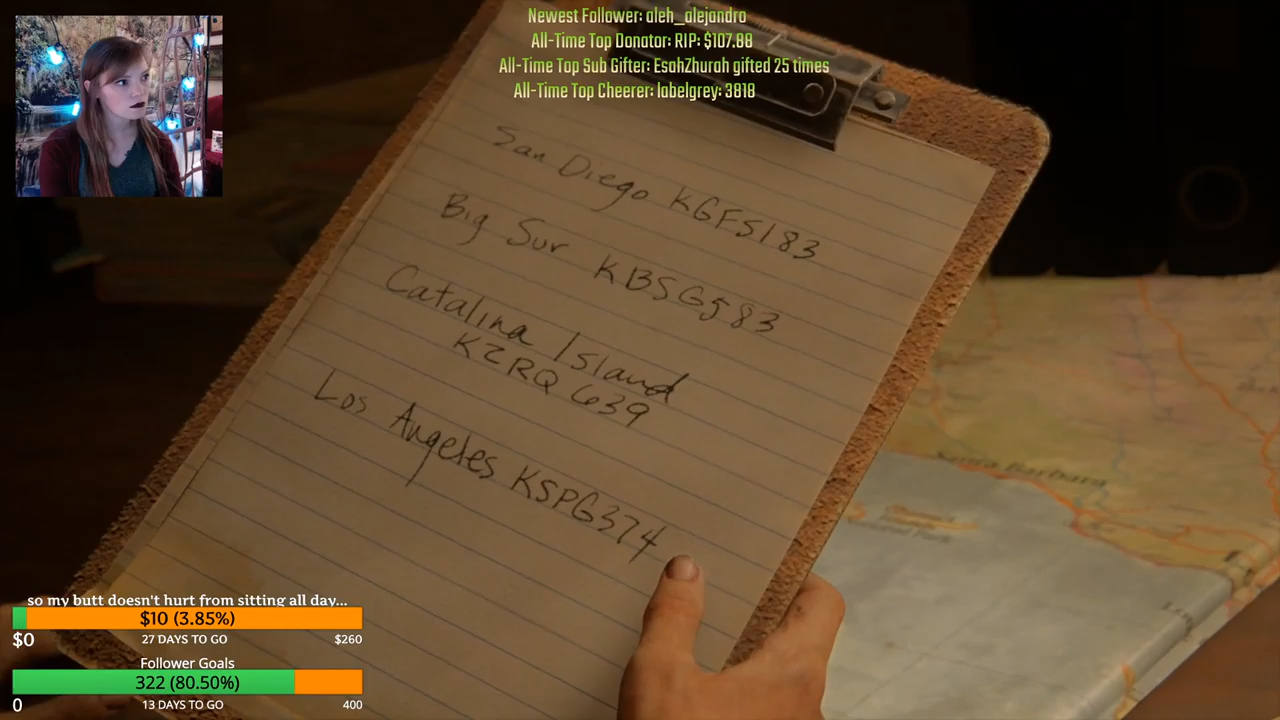 Newest Follower: aleh_alejandro
All-Time Top Donator: RIP: $107.88
All-Time Top Sub Gifter: EsahZhurah gifted 25 times
All-Time Top Cheerer: labelgrey: 3818
San Diego KGFS183
Big Sur KBSG583
Catalina Island
KZRQ639
Los Angeles KSPG374
Santa Barbara
so my butt doesn't hurt from sitting all day...
$10 (3.85%)
$0 27 DAYS TO GO $260
Follower Goals
322 (80.50%)
0 13 DAYS TO GO 400